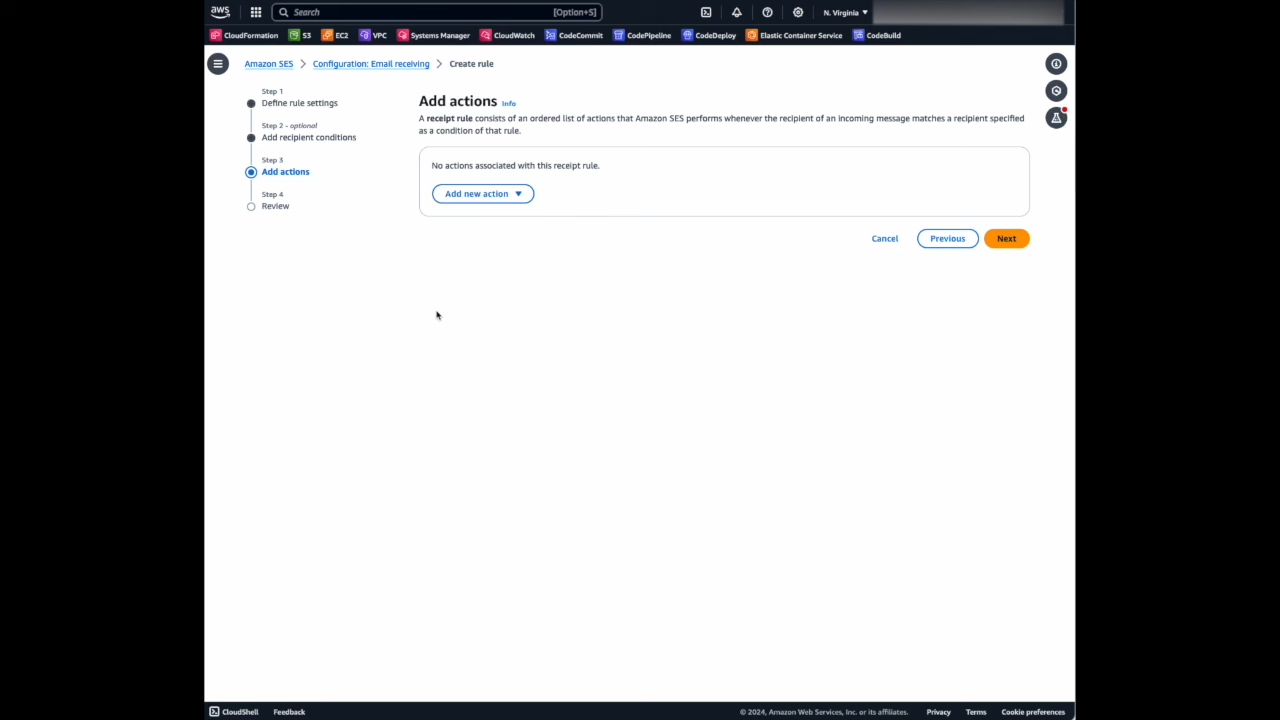 aws
Search [Option+S]
N. Virginia
CloudFormation S3 EC2 VPC Systems Manager CloudWatch CodeCommit CodePipeline CodeDeploy Elastic Container Service CodeBuild
Amazon SES > Configuration: Email receiving > Create rule
Step 1
Define rule settings
Step 2 - optional
Add recipient conditions
Step 3
Add actions
Step 4
Review
Add actions Info
A receipt rule consists of an ordered list of actions that Amazon SES performs whenever the recipient of an incoming message matches a recipient specified
as a condition of that rule.
No actions associated with this receipt rule.
Add new action
Cancel Previous Next
CloudShell Feedback © 2024, Amazon Web Services, Inc. or its affiliates. Privacy Terms Cookie preferences